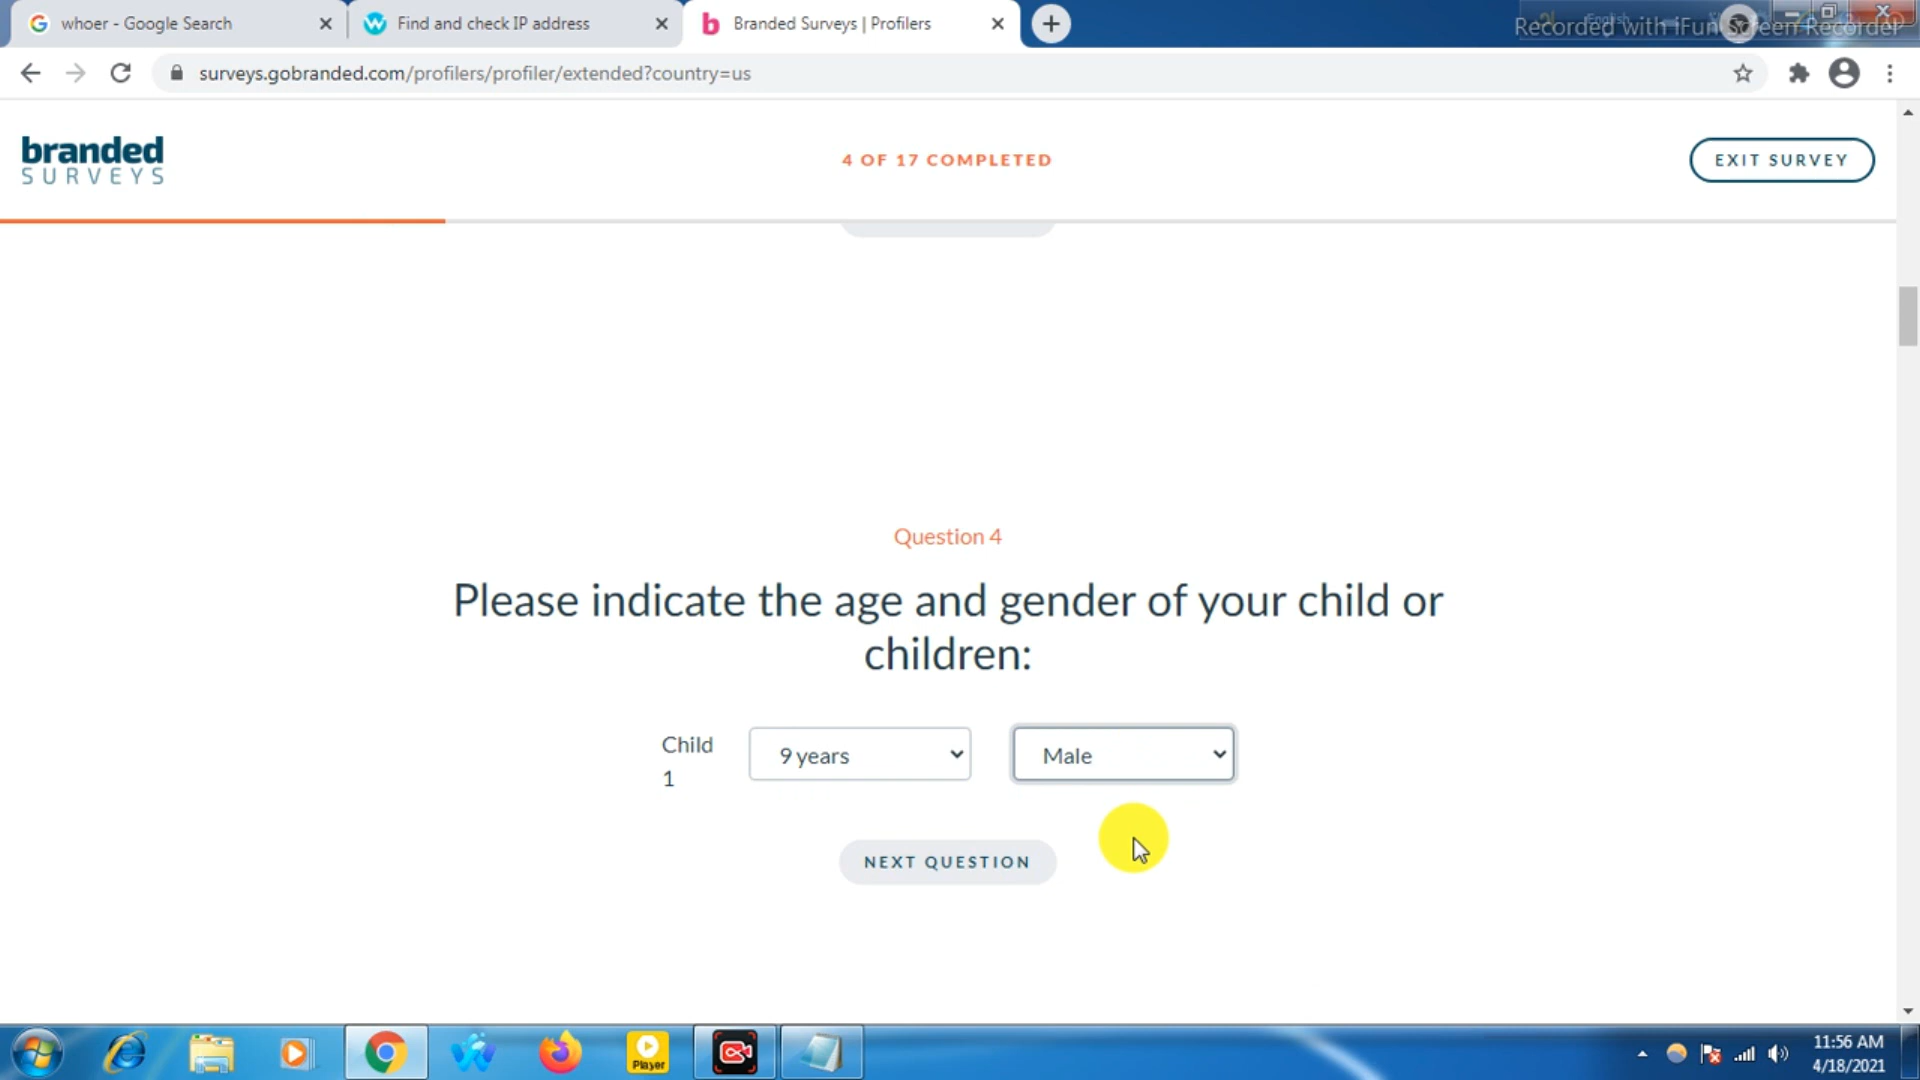 whoer - Google Search
Find and check IP address
Branded Surveys | Profilers
Recorded with iFun Screen Recorder
surveys.gobranded.com/profilers/profiler/extended?country=us
branded
SURVEYS
4 OF 17 COMPLETED
EXIT SURVEY
Question 4
Please indicate the age and gender of your child or
children:
Child
1
9 years
Male
NEXT QUESTION
Player
11:56 AM
4/18/2021